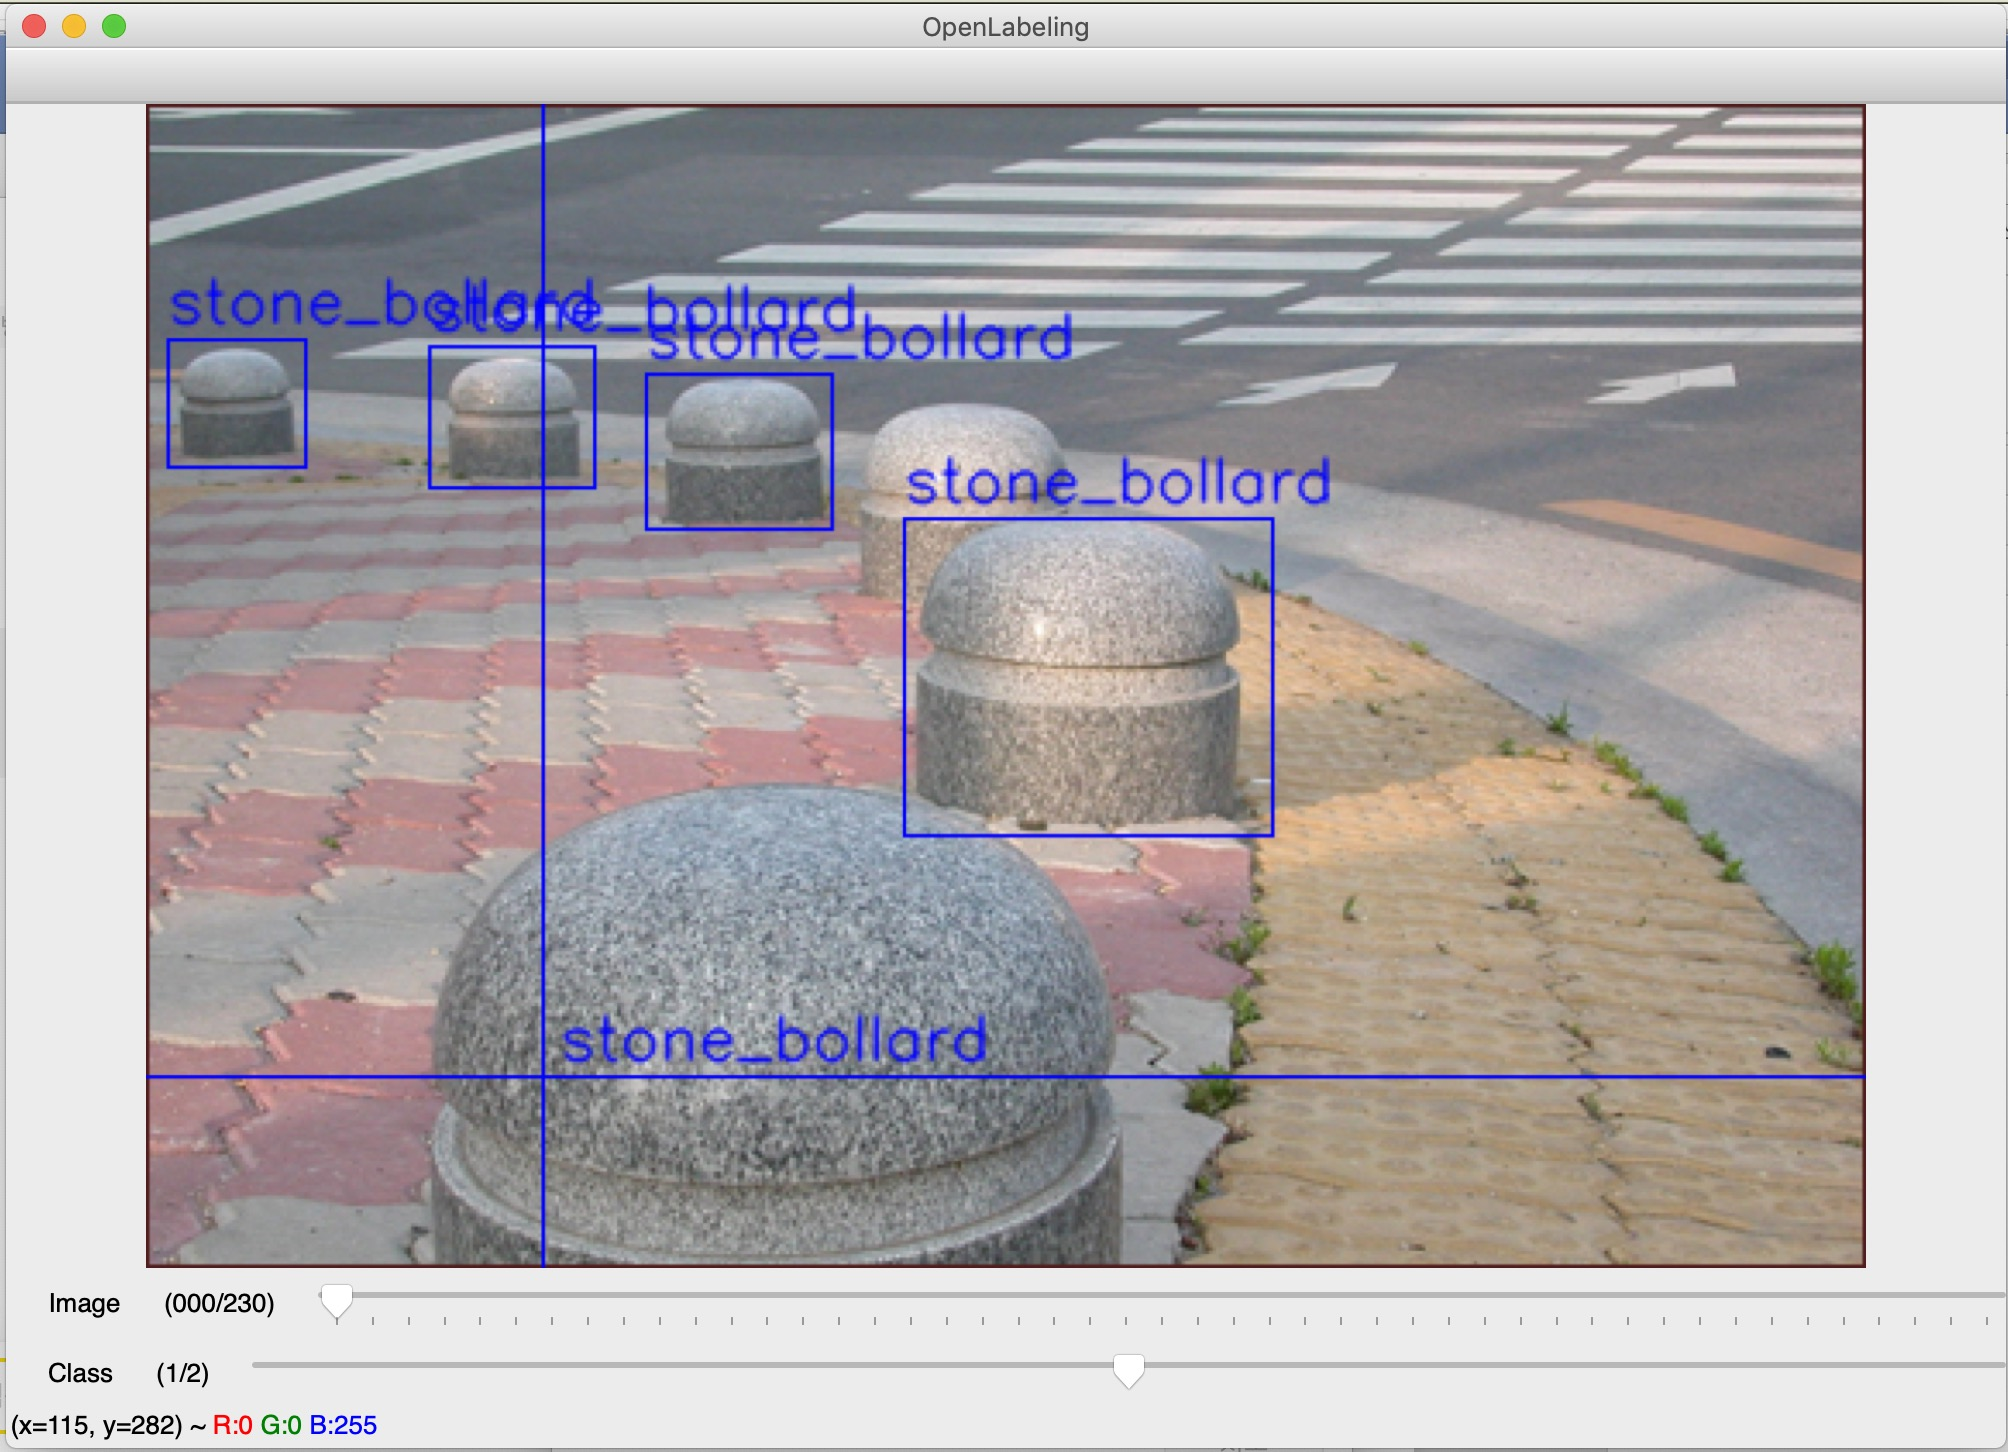 OpenLabeling
stone_bollard
stone_bollard
stone_bollard
stone_bollard
stone_bollard
Image (000/230)
Class (1/2)
(x=115, y=282) ~ R:0 G:0 B:255